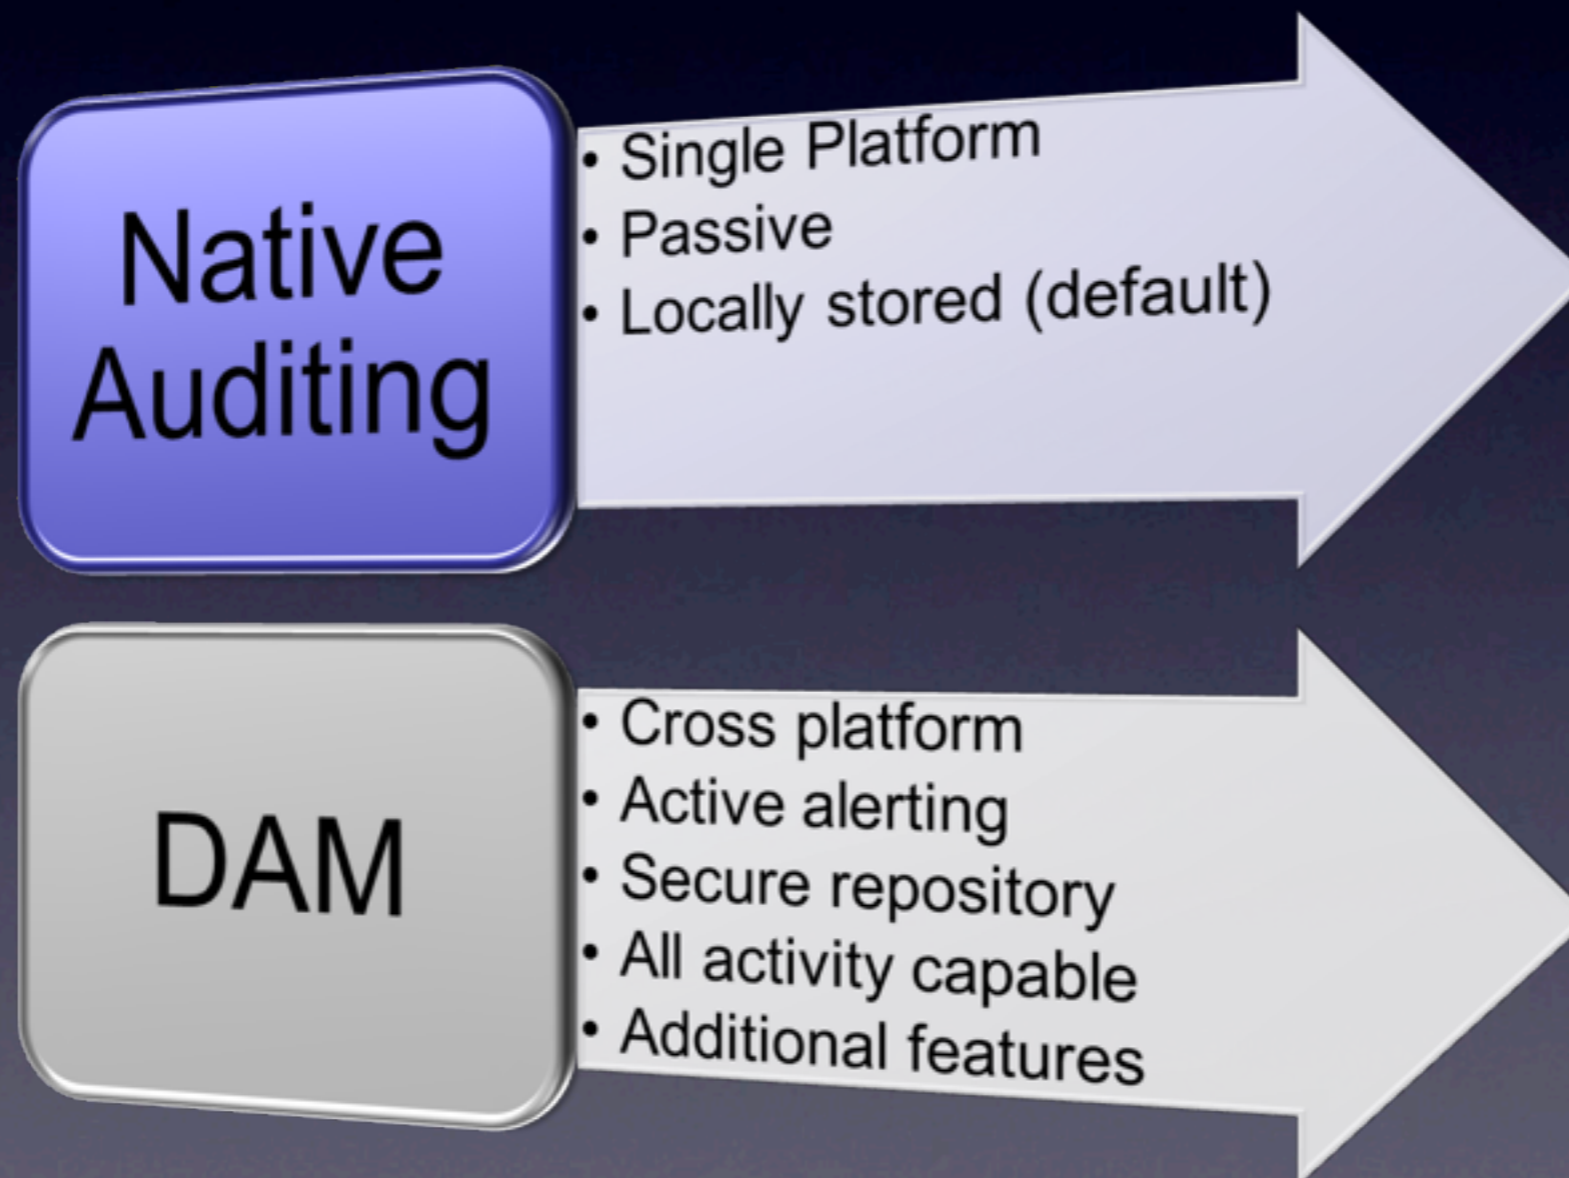 Native
Auditing
• Single Platform
• Passive
• Locally stored (default)
DAM
• Cross platform
• Active alerting
• Secure repository
• All activity capable
• Additional features